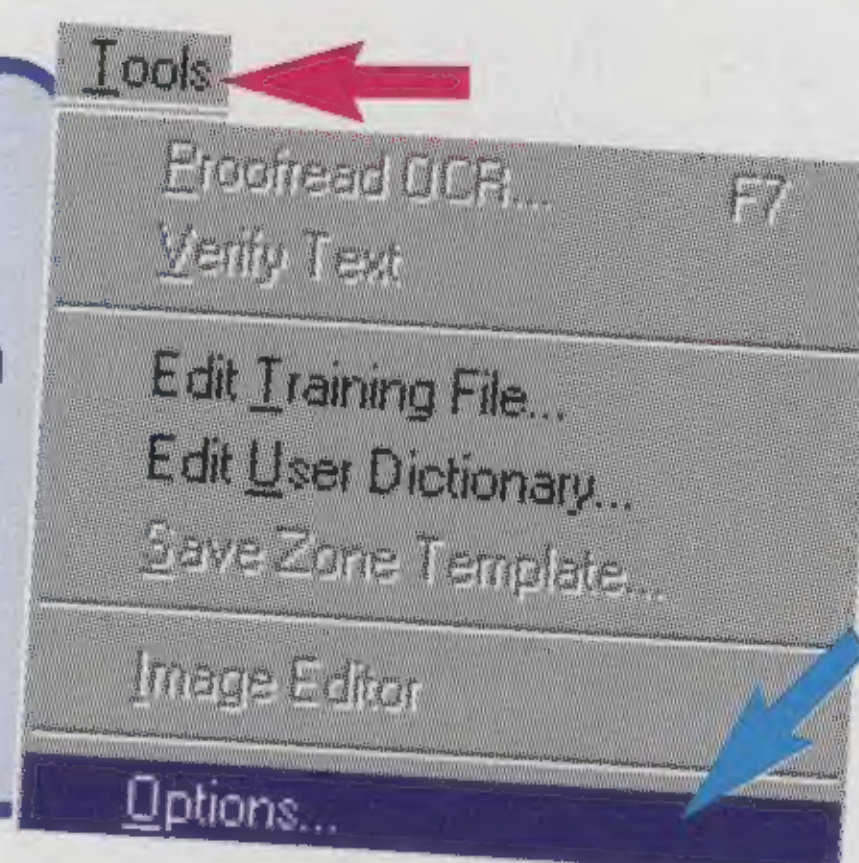 Tools
Proofread OCR... F7
Verify Text
Edit Training File...
Edit User Dictionary...
Save Zone Template...
Image Editor
Options...